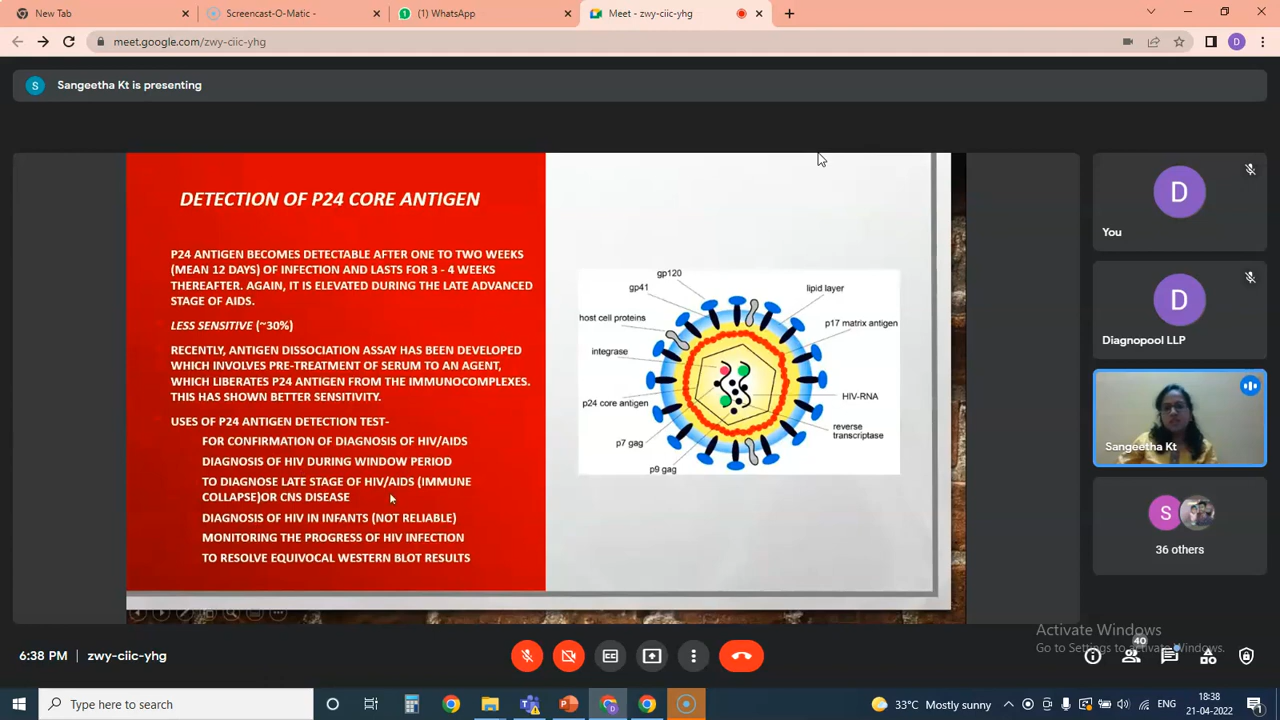 New Tab
Screencast-O-Matic -
(1) WhatsApp
Meet - zwy-ciic-yhg
meet.google.com/zwy-ciic-yhg
D
S
Sangeetha Kt is presenting
DETECTION OF P24 CORE ANTIGEN
P24 ANTIGEN BECOMES DETECTABLE AFTER ONE TO TWO WEEKS
(MEAN 12 DAYS) OF INFECTION AND LASTS FOR 3 - 4 WEEKS
THEREAFTER. AGAIN, IT IS ELEVATED DURING THE LATE ADVANCED
STAGE OF AIDS.
LESS SENSITIVE (~30%)
RECENTLY, ANTIGEN DISSOCIATION ASSAY HAS BEEN DEVELOPED
WHICH INVOLVES PRE-TREATMENT OF SERUM TO AN AGENT,
WHICH LIBERATES P24 ANTIGEN FROM THE IMMUNOCOMPLEXES.
THIS HAS SHOWN BETTER SENSITIVITY.
USES OF P24 ANTIGEN DETECTION TEST-
FOR CONFIRMATION OF DIAGNOSIS OF HIV/AIDS
DIAGNOSIS OF HIV DURING WINDOW PERIOD
TO DIAGNOSE LATE STAGE OF HIV/AIDS (IMMUNE
COLLAPSE)OR CNS DISEASE
DIAGNOSIS OF HIV IN INFANTS (NOT RELIABLE)
MONITORING THE PROGRESS OF HIV INFECTION
TO RESOLVE EQUIVOCAL WESTERN BLOT RESULTS
gp120
gp41
lipid layer
host cell proteins
p17 matrix antigen
integrase
p24 core antigen
HIV-RNA
p7 gag
reverse
transcriptase
p9 gag
D
You
D
Diagnopool LLP
Sangeetha Kt
S
36 others
Activate Windows
Go to Settings to activate Windows.
6:38 PM
zwy-ciic-yhg
CC
40
Type here to search
33°C Mostly sunny
ENG
18:38
21-04-2022